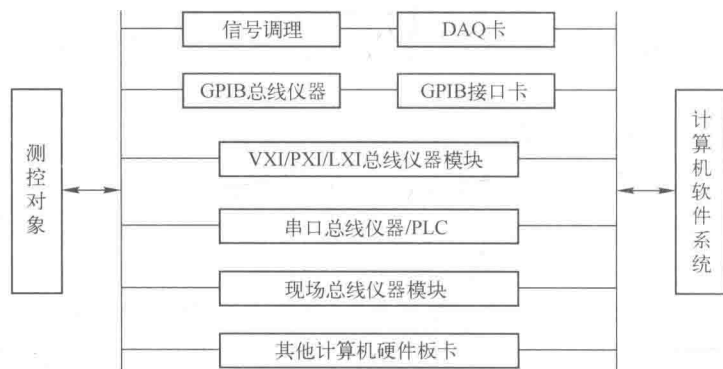 信号调理
DAQ卡
GPIB总线仪器
GPIB接口卡
测控对象
VXI/PXI/LXI总线仪器模块
计算机软件系统
串口总线仪器/PLC
现场总线仪器模块
其他计算机硬件板卡